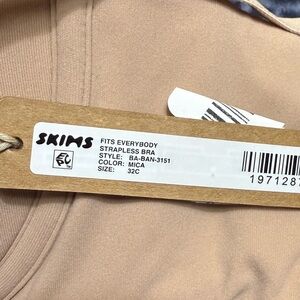 SKIMS
FITS EVERYBODY
STRAPLESS BRA
STYLE: BA-BAN-3151
COLOR: MICA
SIZE: 32C
1971287